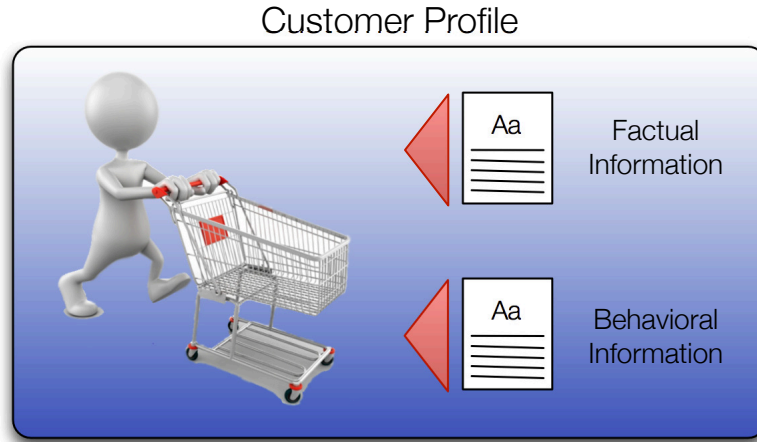 Customer Profile
Aa
Factual
Information
Aa
Behavioral
Information